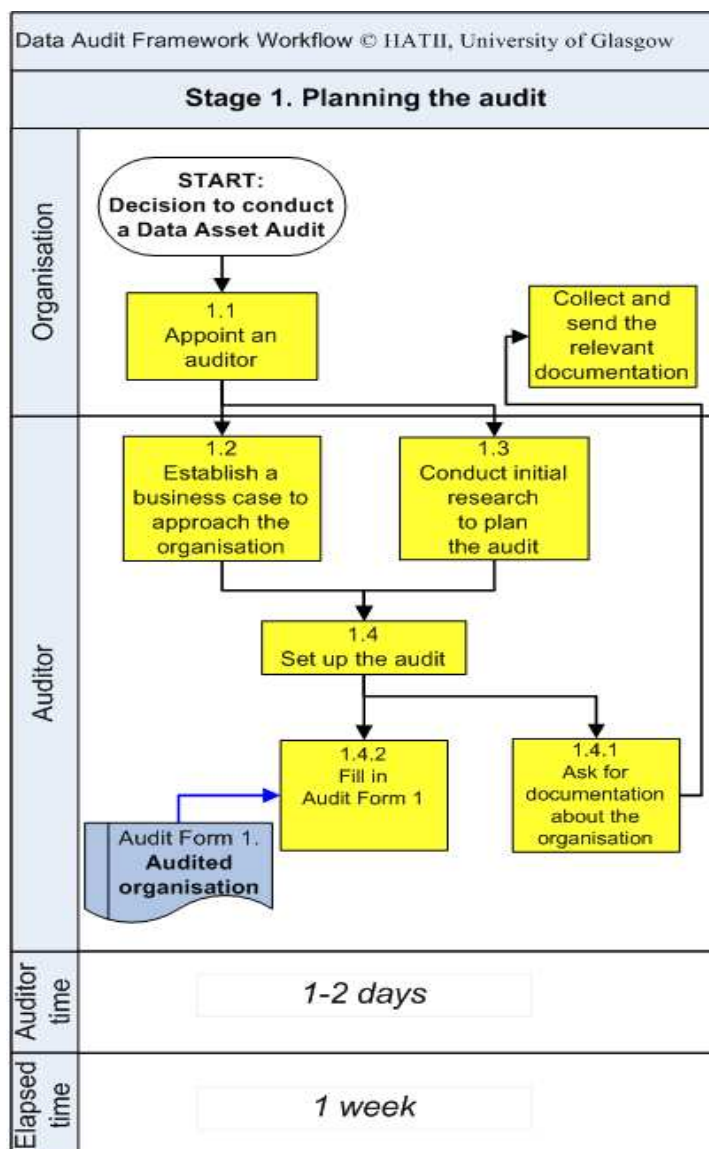 Data Audit Framework Workflow © HATII, University of Glasgow
Stage 1. Planning the audit
Organisation
START:
Decision to conduct
a Data Asset Audit
1.1
Appoint an
auditor
Collect and
send the
relevant
documentation
Auditor
1.2
Establish a
business case to
approach the
organisation
1.3
Conduct initial
research
to plan
the audit
1.4
Set up the audit
1.4.2
Fill in
Audit Form 1
1.4.1
Ask for
documentation
about the
organisation
Audit Form 1.
Audited
organisation
Auditor
time
1-2 days
Elapsed
time
1 week